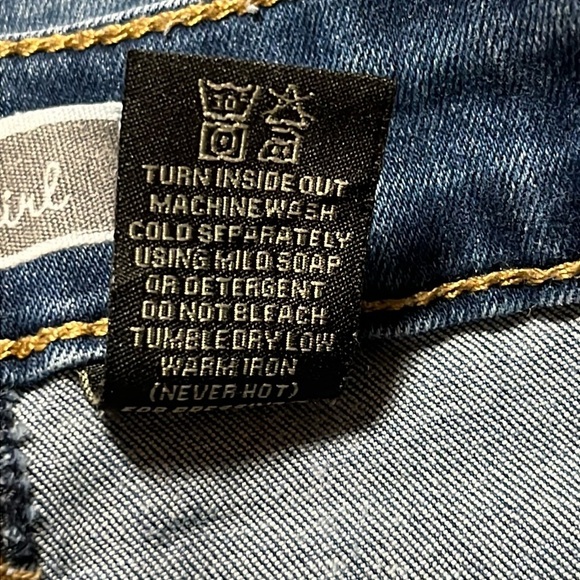 TURN INSIDE OUT
MACHINE WASH
COLD SEPARATELY
USING MILD SOAP
OR DETERGENT
DO NOT BLEACH
TUMBLE DRY LOW
WARM IRON
(NEVER HOT)